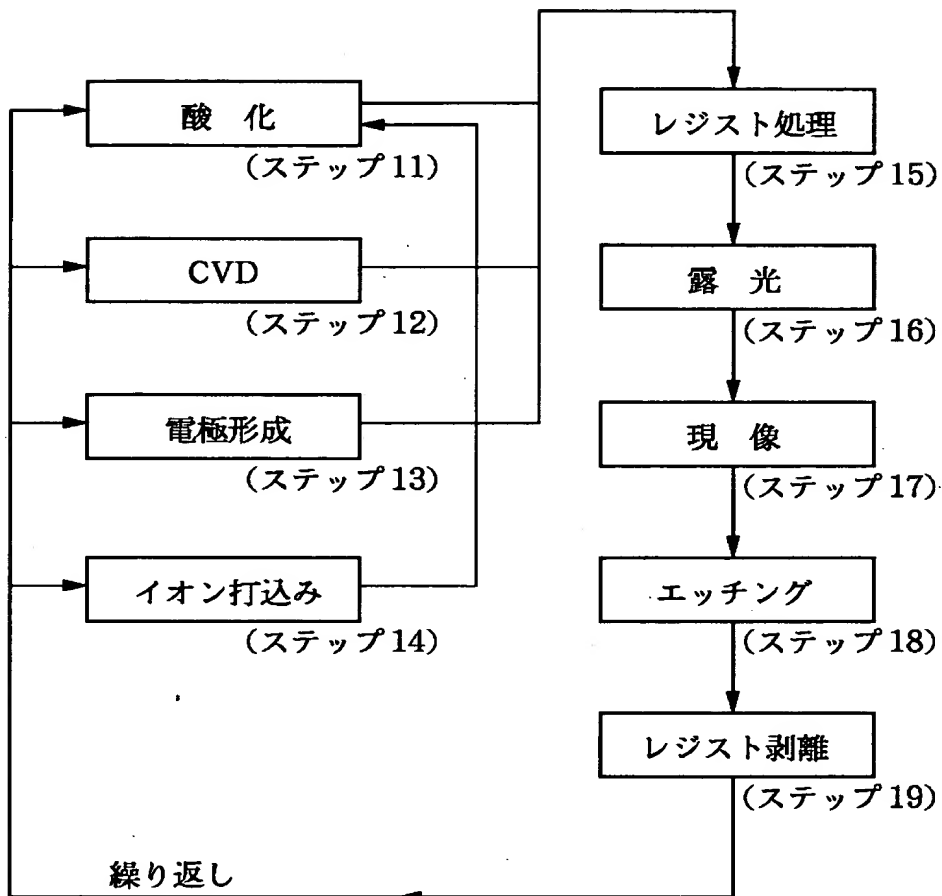 酸 化
(ステップ11)
CVD
(ステップ12)
電極形成
(ステップ13)
イオン打込み
(ステップ14)
レジスト処理
(ステップ15)
露 光
(ステップ16)
現 像
(ステップ17)
エッチング
(ステップ18)
レジスト剥離
(ステップ19)
繰り返し